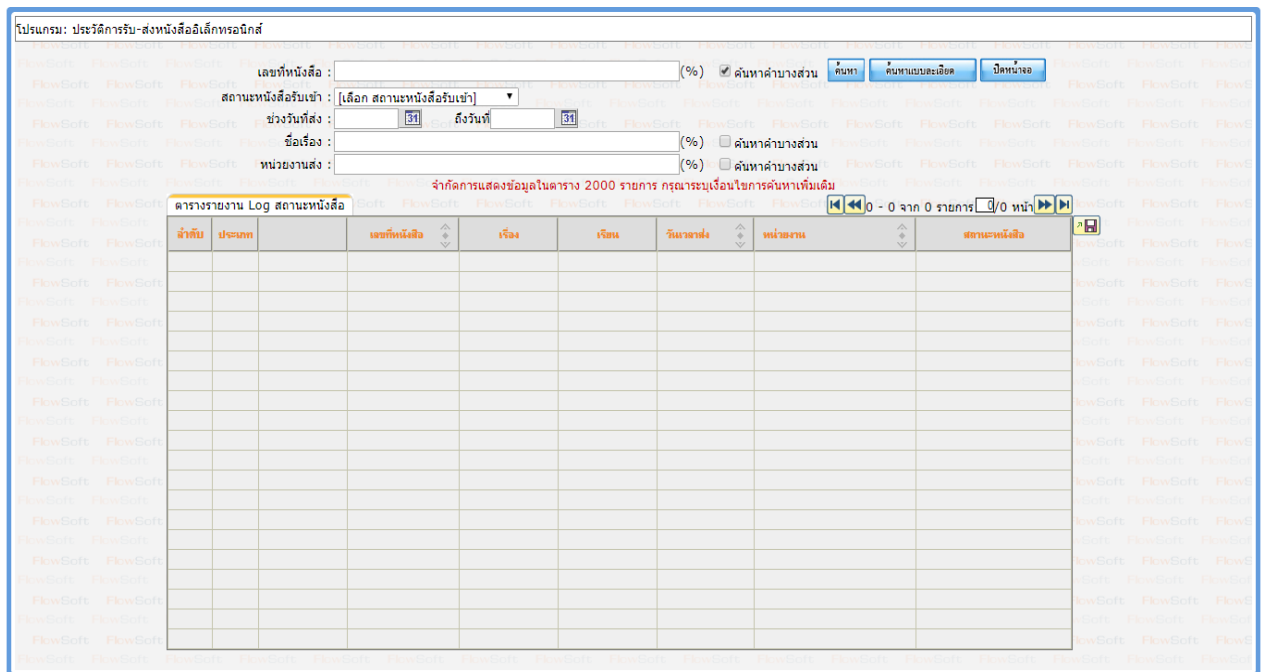 โปรแกรม: ประวัติการรับ-ส่งหนังสืออิเล็กทรอนิกส์
เลขที่หนังสือ : (%) ค้นหาคำบางส่วน ค้นหา ค้นหาแบบละเอียด ปิดหน้าจอ
สถานะหนังสือรับเข้า : [เลือก สถานะหนังสือรับเข้า]
ช่วงวันที่ส่ง : 31 ถึงวันที่ 31
ชื่อเรื่อง : (%) ค้นหาคำบางส่วน
หน่วยงานส่ง : (%) ค้นหาคำบางส่วน
จำกัดการแสดงข้อมูลในตาราง 2000 รายการ กรุณาระบุเงื่อนไขการค้นหาเพิ่มเติม
ตารางรายงาน Log สถานะหนังสือ 0 - 0 จาก 0 รายการ 0/0 หน้า
ลำดับ ประเภท เลขที่หนังสือ เรื่อง เรียน วันเวลาส่ง หน่วยงาน สถานะหนังสือ
FlowSoft